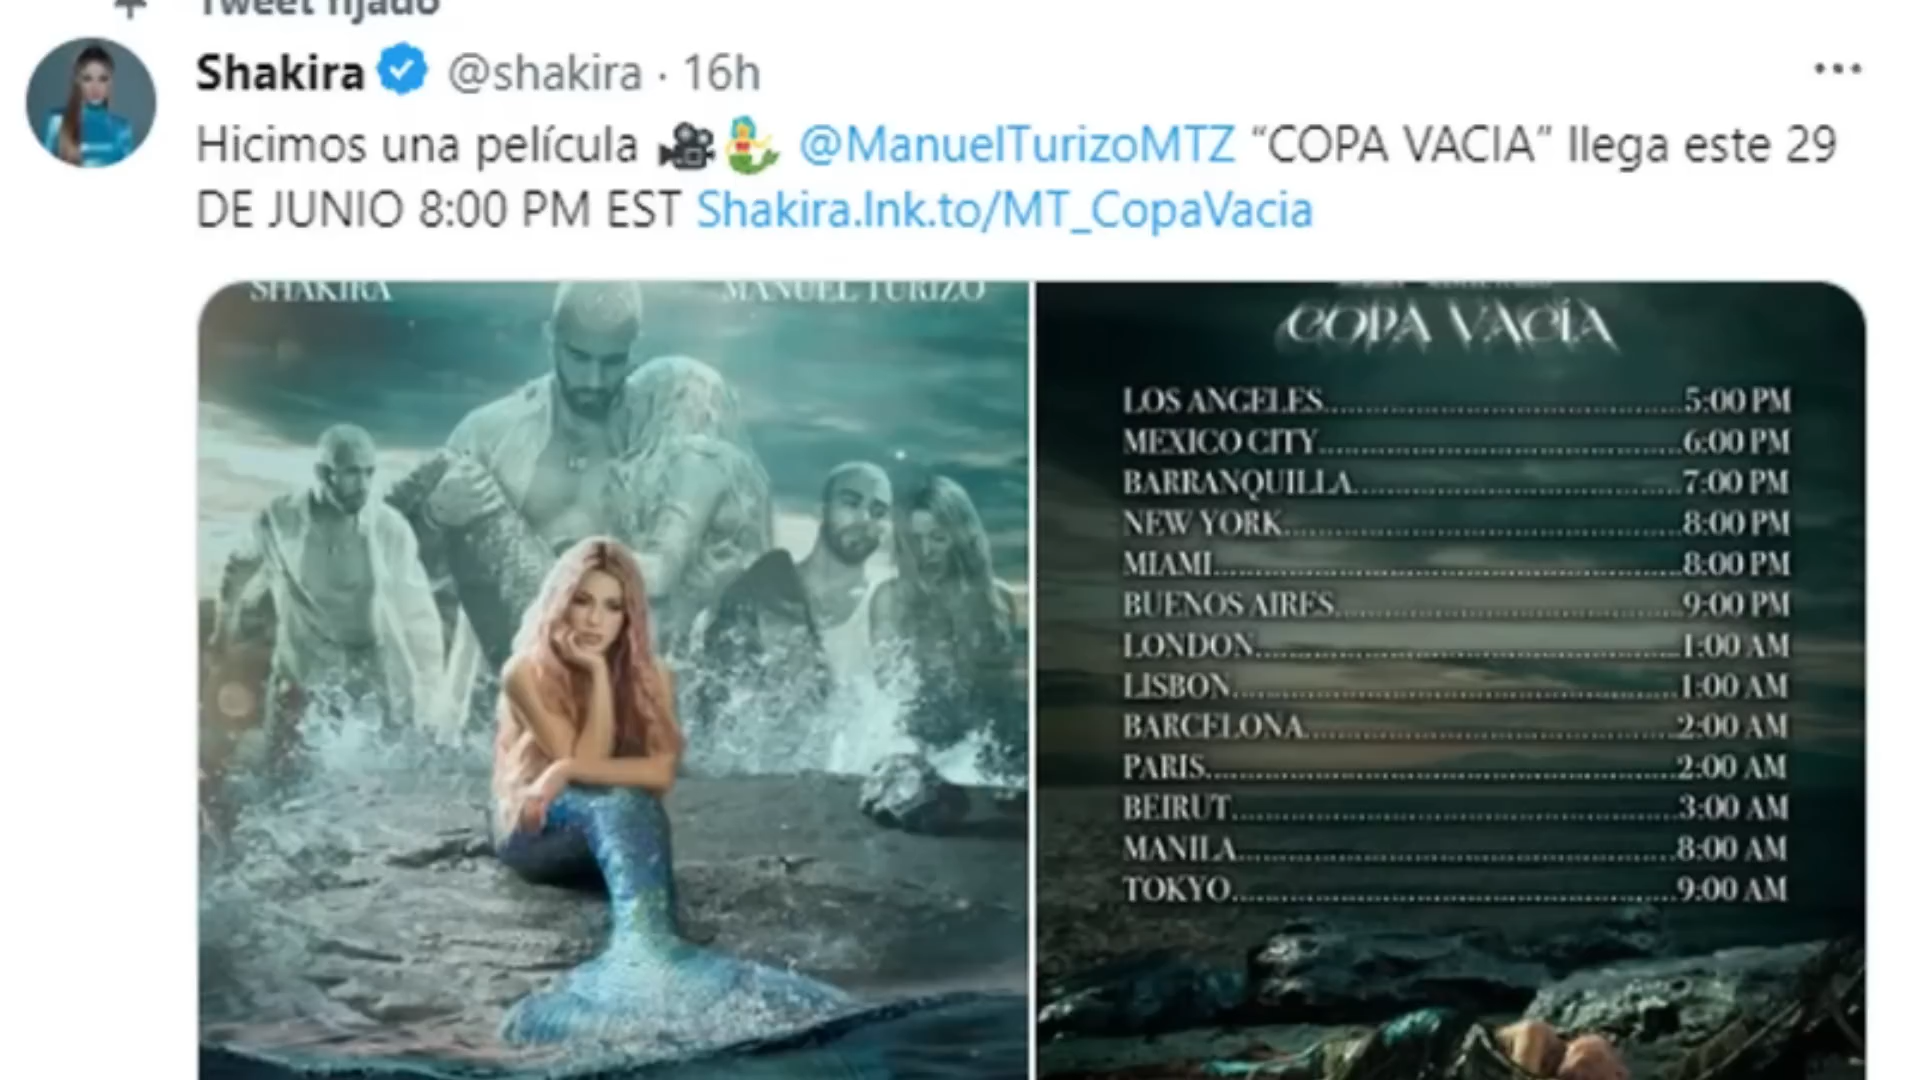 Tweet fijado
Shakira @shakira · 16h
Hicimos una película @ManuelTurizoMTZ “COPA VACIA” llega este 29
DE JUNIO 8:00 PM EST Shakira.lnk.to/MT_CopaVacia
SHAKIRA MANUEL TURIZO
COPA VACÍA
LOS ANGELES 5:00 PM
MEXICO CITY 6:00 PM
BARRANQUILLA 7:00 PM
NEW YORK 8:00 PM
MIAMI 8:00 PM
BUENOS AIRES 9:00 PM
LONDON 1:00 AM
LISBON 1:00 AM
BARCELONA 2:00 AM
PARIS 2:00 AM
BEIRUT 3:00 AM
MANILA 8:00 AM
TOKYO 9:00 AM